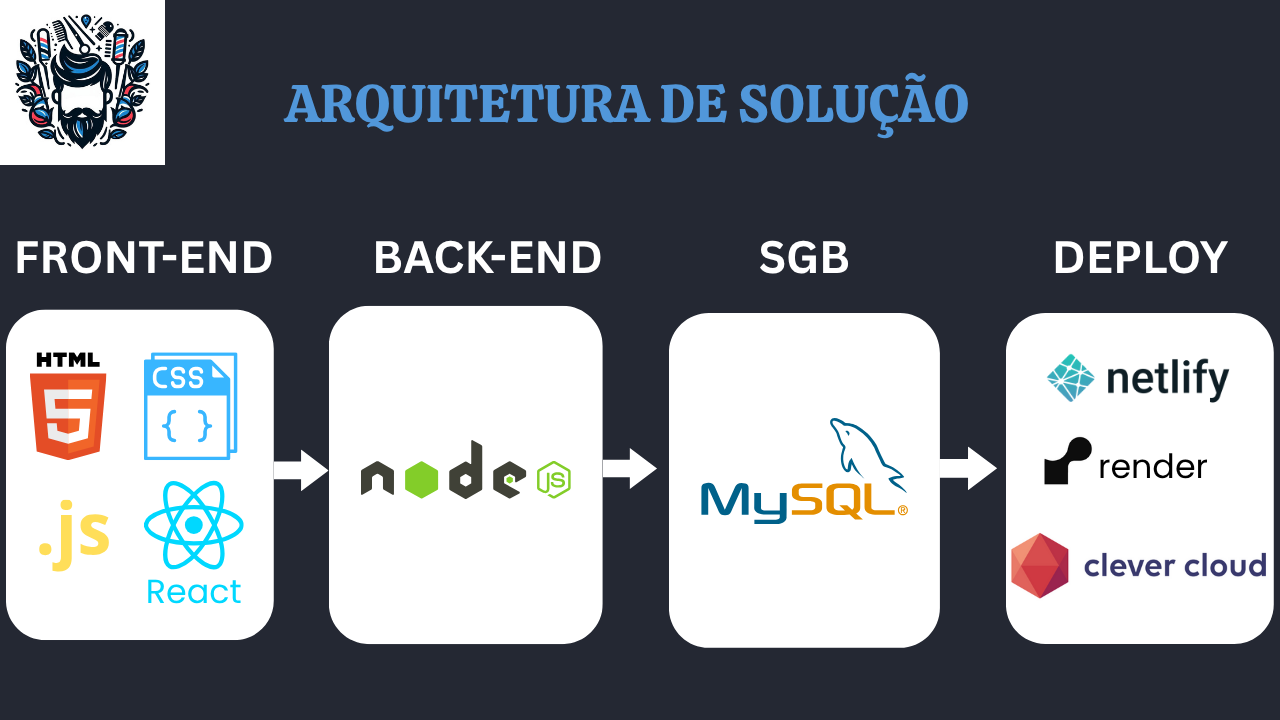 ARQUITETURA DE SOLUÇÃO
FRONT-END
BACK-END
SGB
DEPLOY
HTML
5
CSS
{ }
.js
React
node
JS
MySQL®
netlify
render
clever cloud